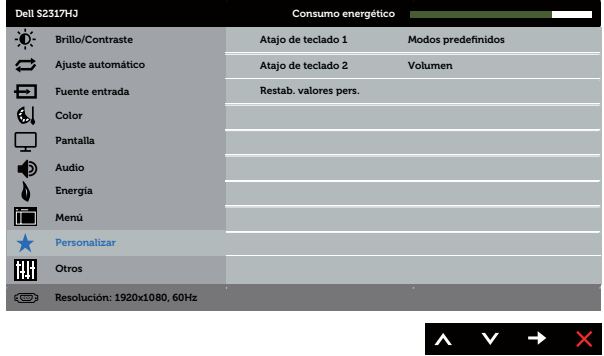 Dell S2317HJ Consumo energético
Brillo/Contraste Atajo de teclado 1 Modos predefinidos
Ajuste automático Atajo de teclado 2 Volumen
Fuente entrada Restab. valores pers.
Color
Pantalla
Audio
Energía
Menú
Personalizar
Otros
Resolución: 1920x1080, 60Hz